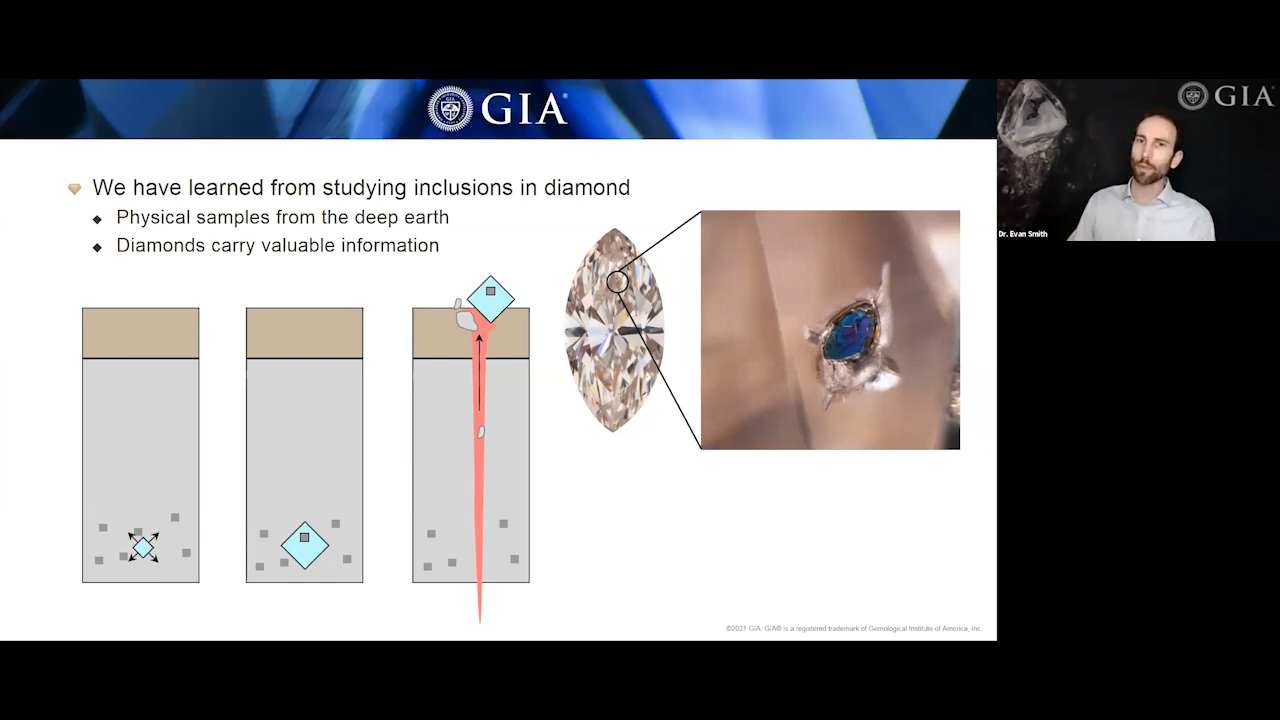 GIA®
GIA
We have learned from studying inclusions in diamond
Physical samples from the deep earth
Diamonds carry valuable information
Dr. Evan Smith
©2021 GIA. GIA® is a registered trademark of Gemological Institute of America, Inc.